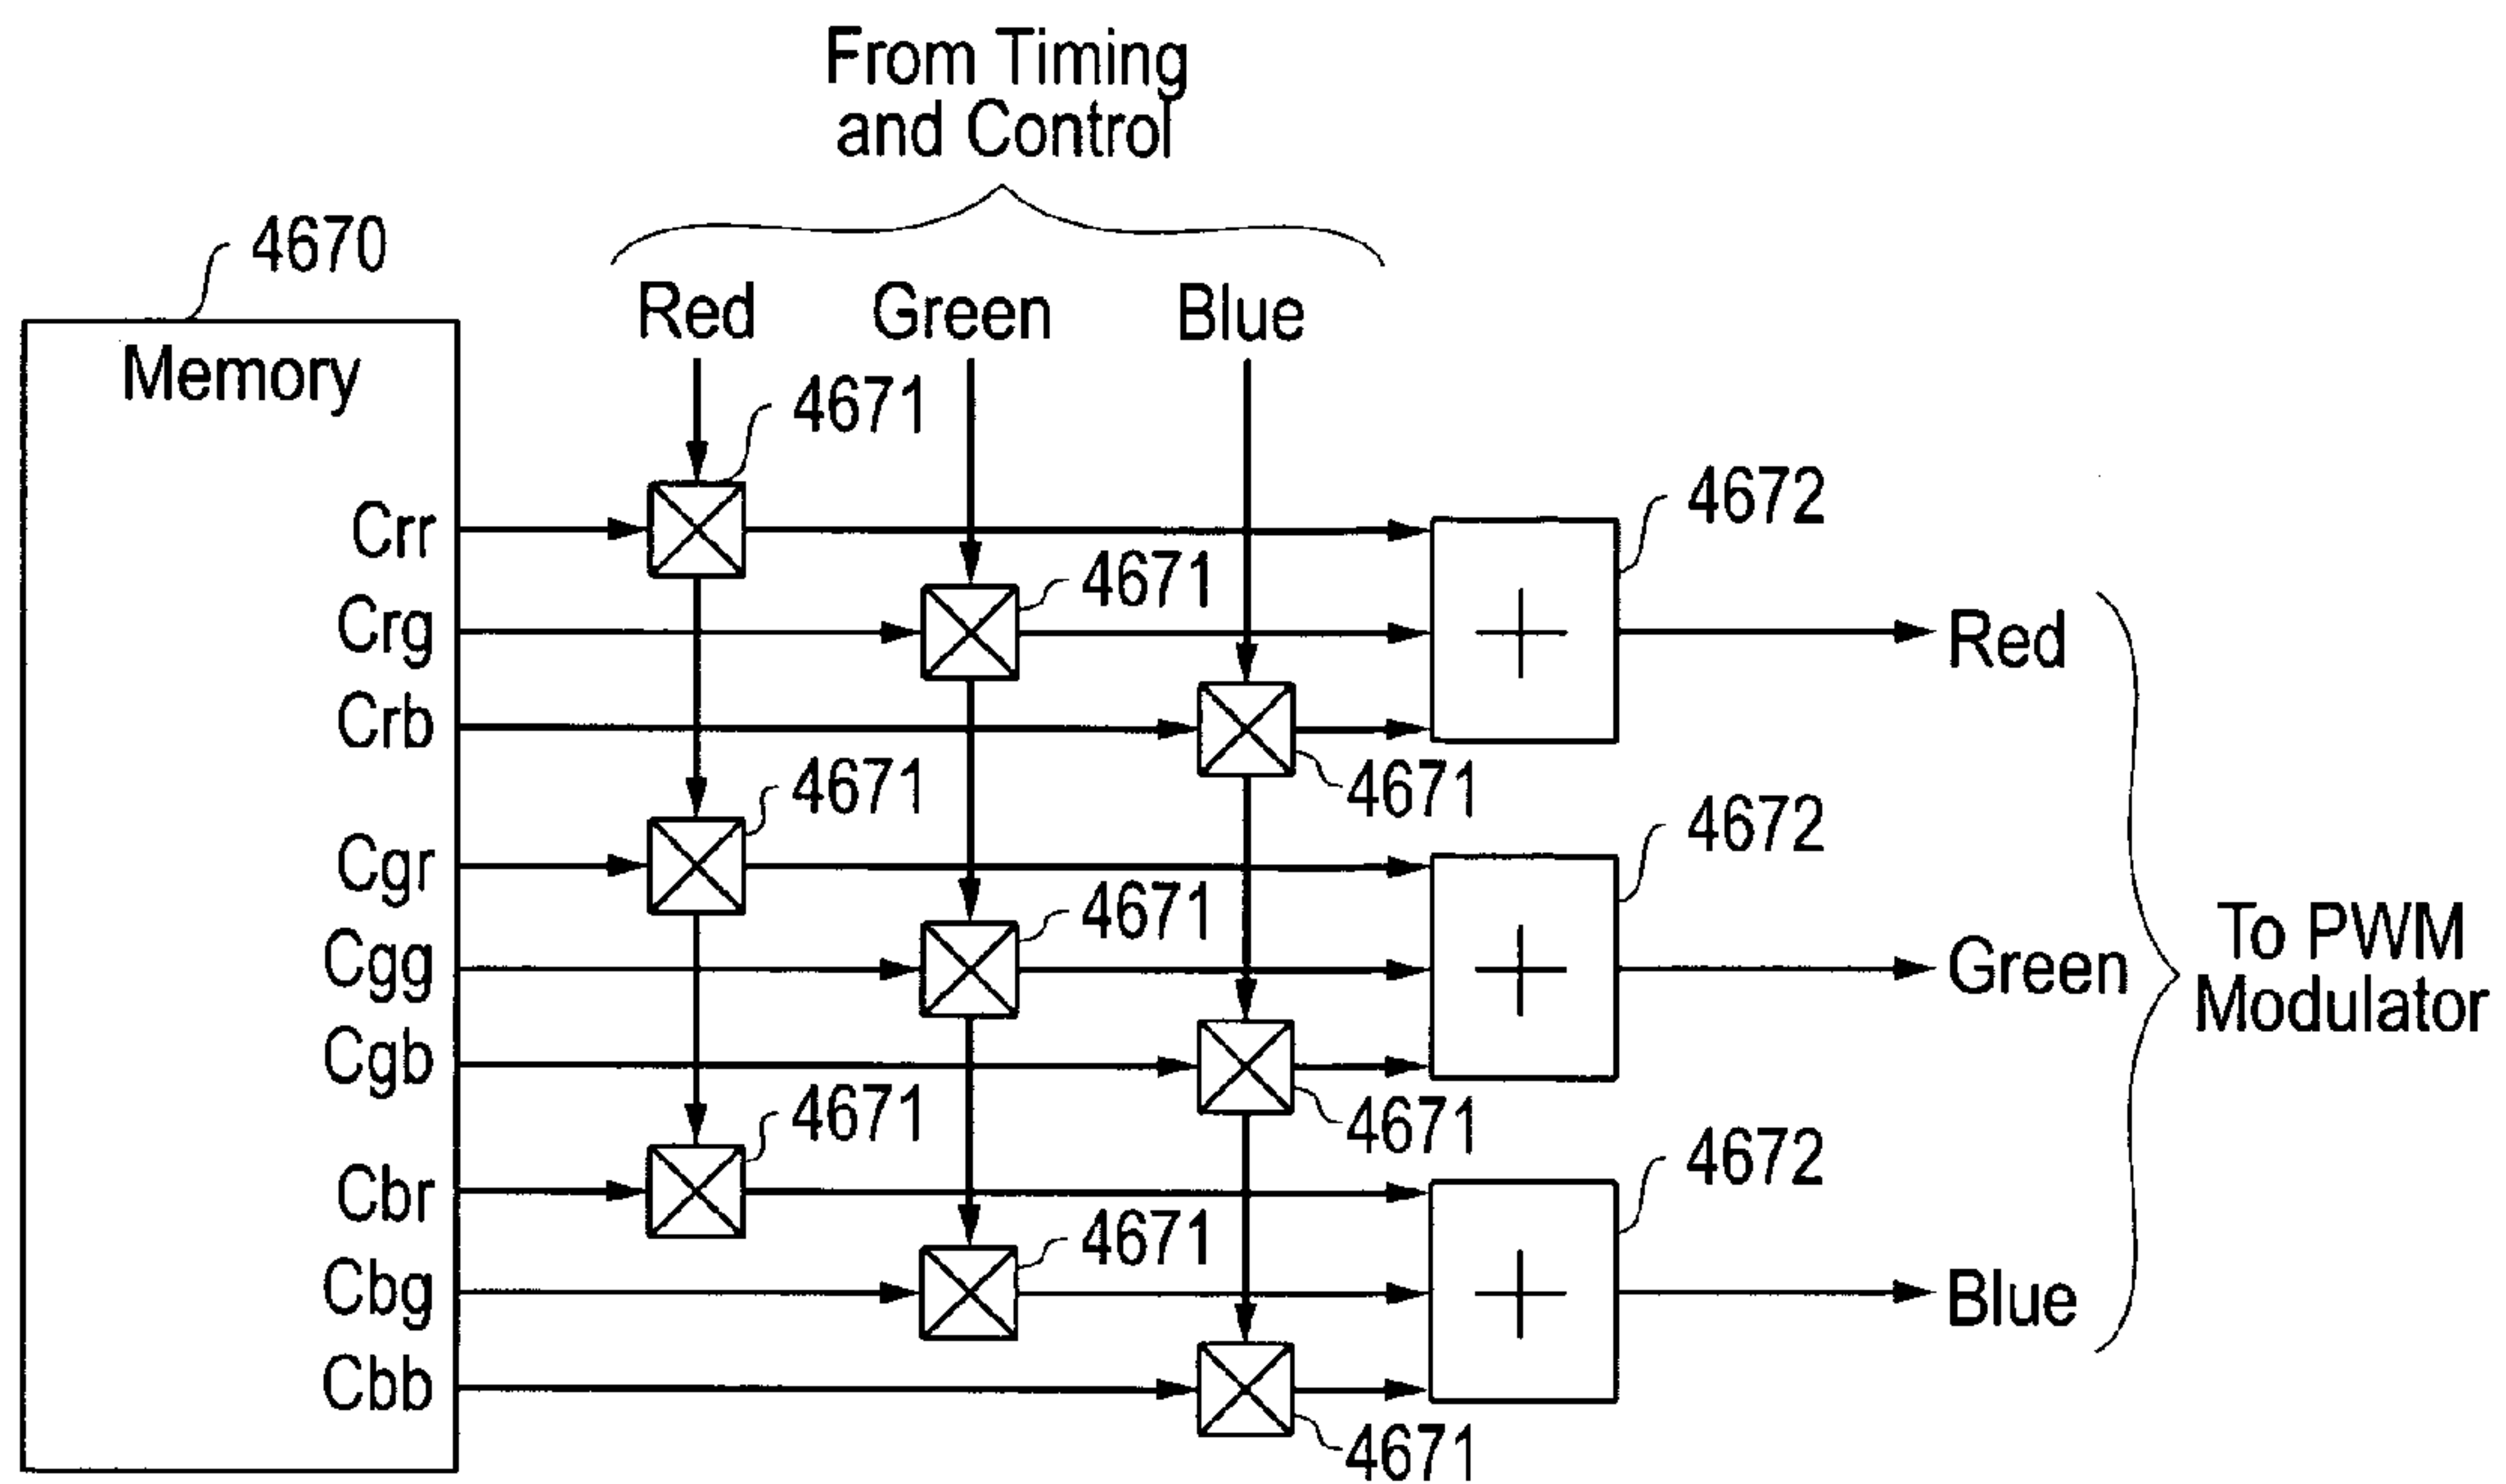 From Timing
and Control
4670
Red Green Blue
Memory
4671
Crr
4672
4671
Crg
Red
Crb
4671
4671
4672
Cgr
4671
Cgg
Green
To PWM
Modulator
Cgb
4671
4671
4672
Cbr
4671
Cbg
Blue
Cbb
4671